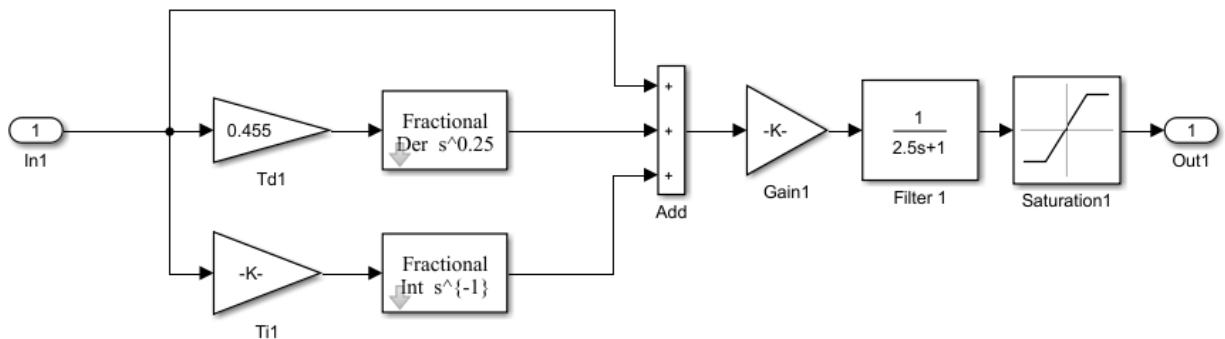 1
In1
0.455
Td1
Fractional
Der s^0.25
-K-
Ti1
Fractional
Int s^{-1}
+
+
+
Add
-K-
Gain1
1
2.5s+1
Filter 1
Saturation1
1
Out1